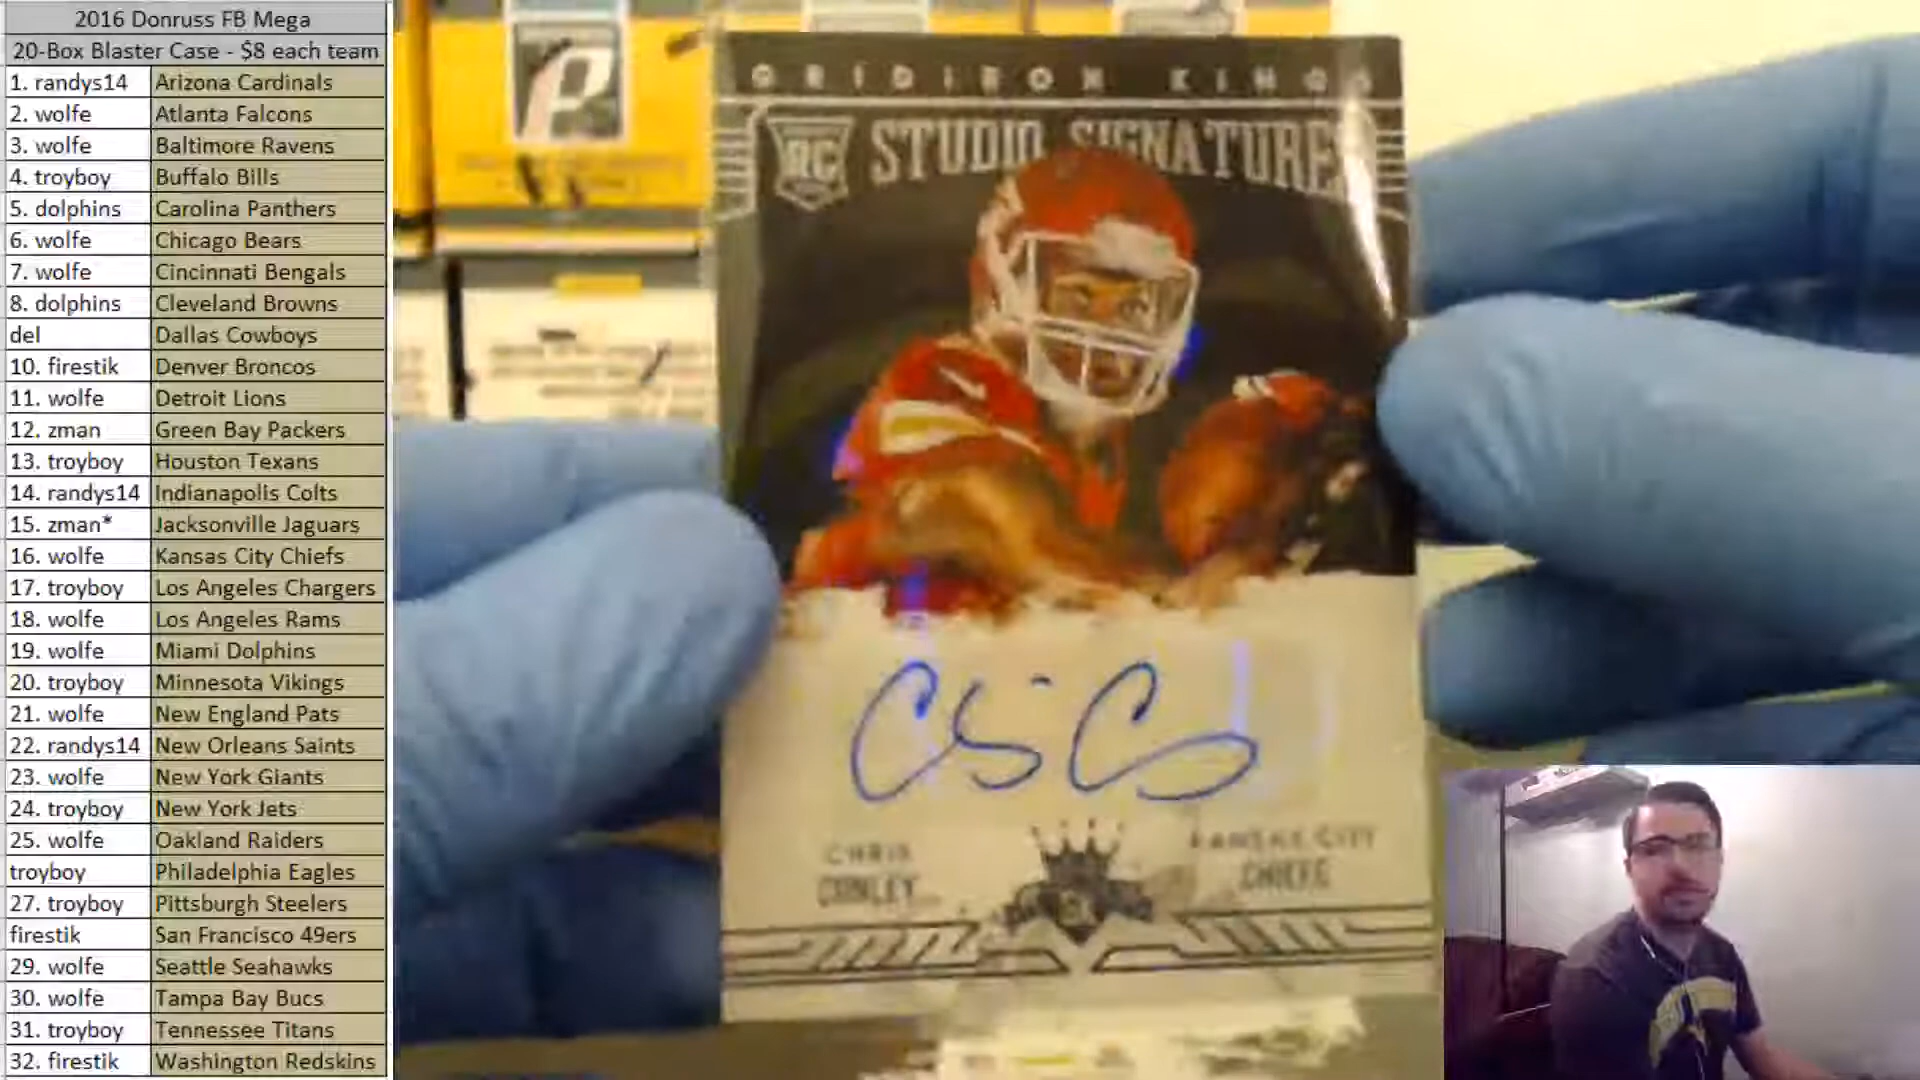 2016 Donruss FB Mega
20-Box Blaster Case - $8 each team
1. randys14 Arizona Cardinals
2. wolfe Atlanta Falcons
3. wolfe Baltimore Ravens
4. troyboy Buffalo Bills
5. dolphins Carolina Panthers
6. wolfe Chicago Bears
7. wolfe Cincinnati Bengals
8. dolphins Cleveland Browns
del Dallas Cowboys
10. firestik Denver Broncos
11. wolfe Detroit Lions
12. zman Green Bay Packers
13. troyboy Houston Texans
14. randys14 Indianapolis Colts
15. zman* Jacksonville Jaguars
16. wolfe Kansas City Chiefs
17. troyboy Los Angeles Chargers
18. wolfe Los Angeles Rams
19. wolfe Miami Dolphins
20. troyboy Minnesota Vikings
21. wolfe New England Pats
22. randys14 New Orleans Saints
23. wolfe New York Giants
24. troyboy New York Jets
25. wolfe Oakland Raiders
troyboy Philadelphia Eagles
27. troyboy Pittsburgh Steelers
firestik San Francisco 49ers
29. wolfe Seattle Seahawks
30. wolfe Tampa Bay Bucs
31. troyboy Tennessee Titans
32. firestik Washington Redskins
GRIDIRON KINGS
RC STUDIO SIGNATURES
CHRIS CONLEY
KANSAS CITY CHIEFS